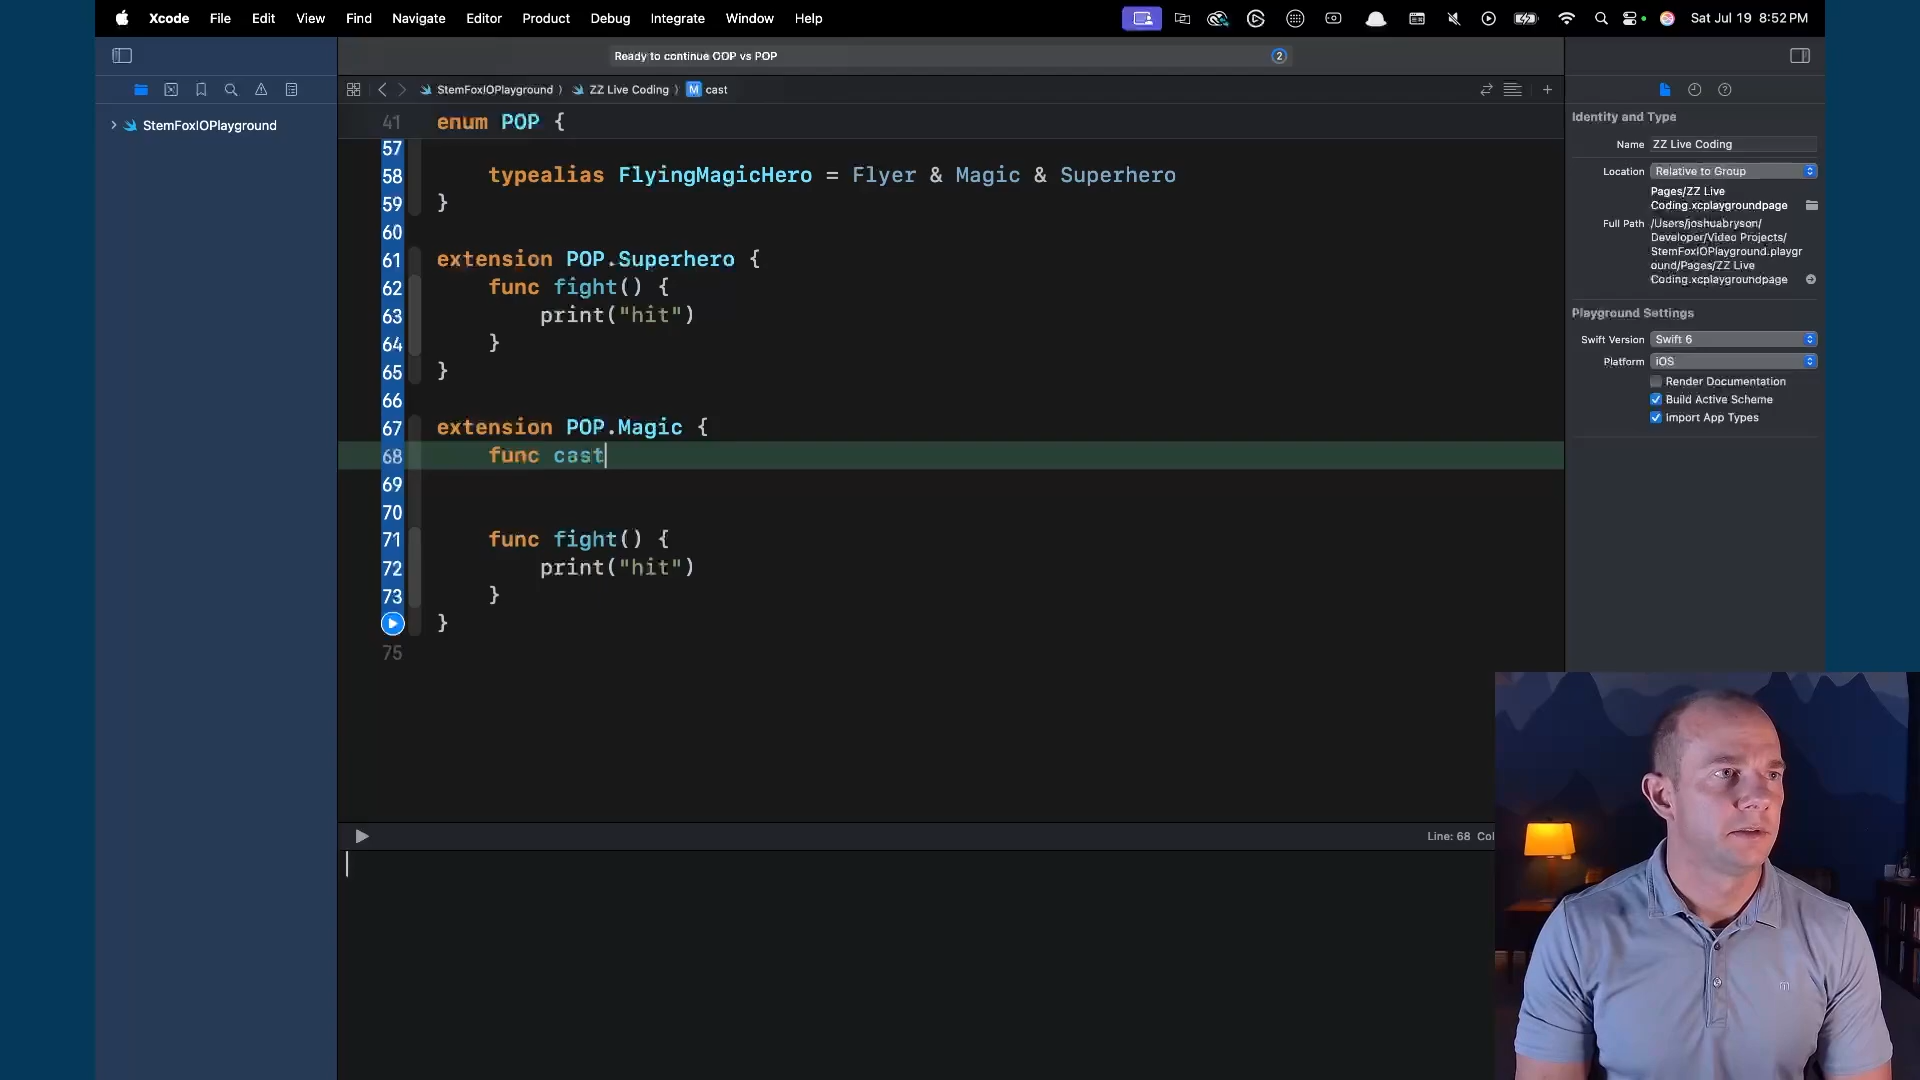 Xcode File Edit View Find Navigate Editor Product Debug Integrate Window Help Sat Jul 19 8:52 PM
Ready to continue OOP vs POP 2
StemFoxIOPlayground ZZ Live Coding M cast
StemFoxIOPlayground
41 enum POP {
57
58 typealias FlyingMagicHero = Flyer & Magic & Superhero
59 }
60
61 extension POP.Superhero {
62 func fight() {
63 print("hit")
64 }
65 }
66
67 extension POP.Magic {
68 func cast
69
70
71 func fight() {
72 print("hit")
73 }
}
75
Line: 68 Col
Identity and Type
Name ZZ Live Coding
Location Relative to Group
Pages/ZZ Live
Coding.xcplaygroundpage
Full Path /Users/joshuabryson/
Developer/Video Projects/
StemFoxIOPlayground.playgr
ound/Pages/ZZ Live
Coding.xcplaygroundpage
Playground Settings
Swift Version Swift 6
Platform iOS
Render Documentation
Build Active Scheme
Import App Types